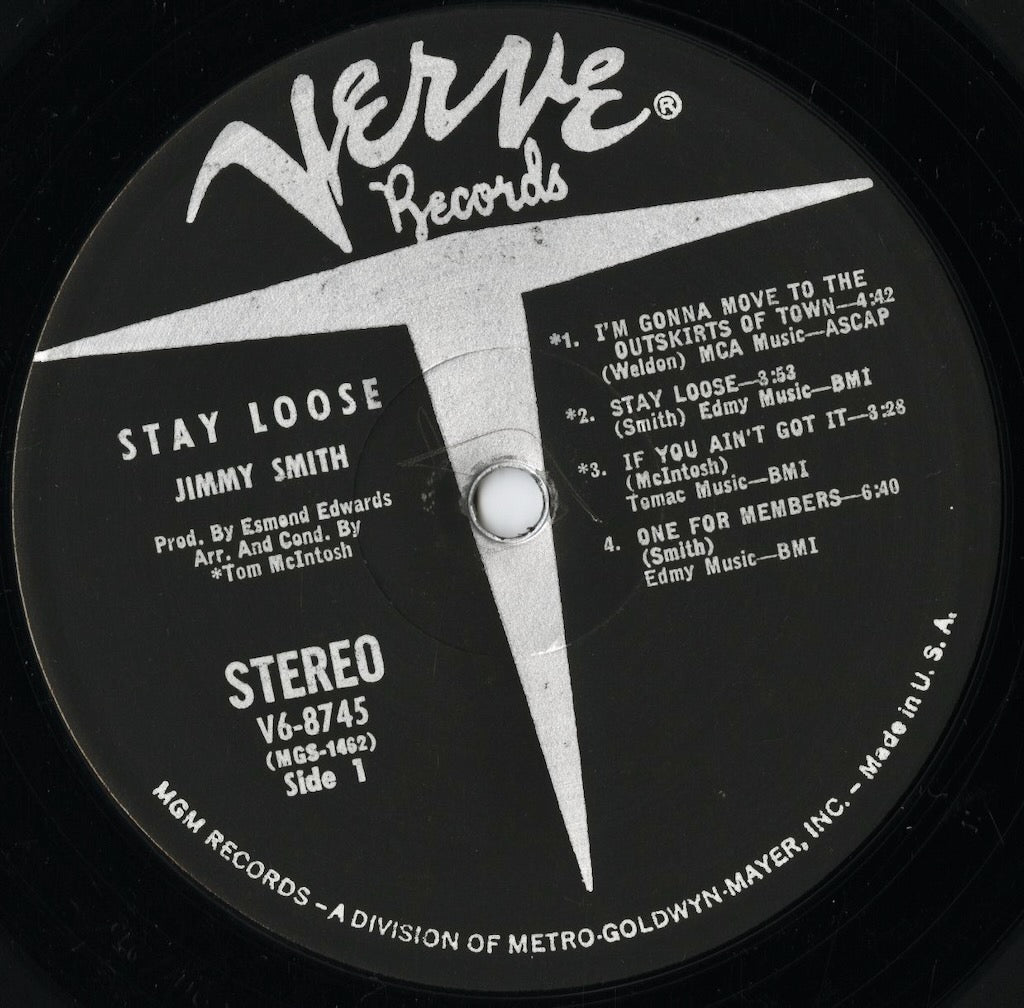 Verve®
Records
STAY LOOSE
JIMMY SMITH
Prod. By Esmond Edwards
Arr. And Cond. By
*Tom McIntosh
STEREO
V6-8745
(MGS-1462)
Side 1
*1. I'M GONNA MOVE TO THE
OUTSKIRTS OF TOWN—4:42
(Weldon) MCA Music—ASCAP
*2. STAY LOOSE—3:53
(Smith) Edmy Music—BMI
*3. IF YOU AIN'T GOT IT—3:28
(McIntosh)
Tomac Music—BMI
4. ONE FOR MEMBERS—6:40
(Smith)
Edmy Music—BMI
MGM RECORDS – A DIVISION OF METRO-GOLDWYN-MAYER, INC. – Made in U. S. A.